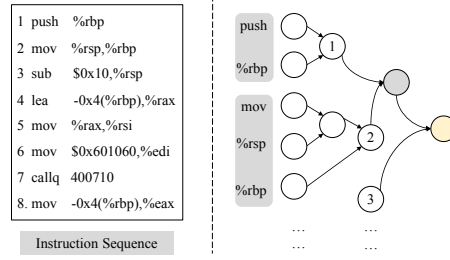 1 push %rbp
2 mov %rsp,%rbp
3 sub $0x10,%rsp
4 lea -0x4(%rbp),%rax
5 mov %rax,%rsi
6 mov $0x601060,%edi
7 callq 400710
8. mov -0x4(%rbp),%eax
Instruction Sequence
push
%rbp
1
mov
%rsp
%rbp
2
3
... ...
... ...